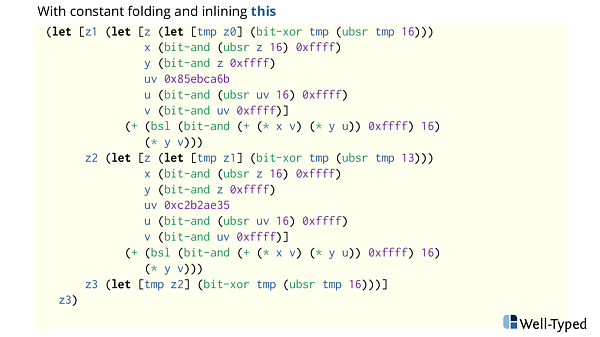 With constant folding and inlining this
(let [z1 (let [z (let [tmp z0] (bit-xor tmp (ubsr tmp 16)))
x (bit-and (ubsr z 16) 0xffff)
y (bit-and z 0xffff)
uv 0x85ebca6b
u (bit-and (ubsr uv 16) 0xffff)
v (bit-and uv 0xffff)]
(+ (bsl (bit-and (+ (* x v) (* y u)) 0xffff) 16)
(* y v)))
z2 (let [z (let [tmp z1] (bit-xor tmp (ubsr tmp 13)))
x (bit-and (ubsr z 16) 0xffff)
y (bit-and z 0xffff)
uv 0xc2b2ae35
u (bit-and (ubsr uv 16) 0xffff)
v (bit-and uv 0xffff)]
(+ (bsl (bit-and (+ (* x v) (* y u)) 0xffff) 16)
(* y v)))
z3 (let [tmp z2] (bit-xor tmp (ubsr tmp 16)))]
z3)
Well-Typed